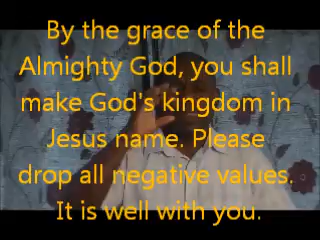 By the grace of the
Almighty God, you shall
make God's kingdom in
Jesus name. Please
drop all negative values.
It is well with you.